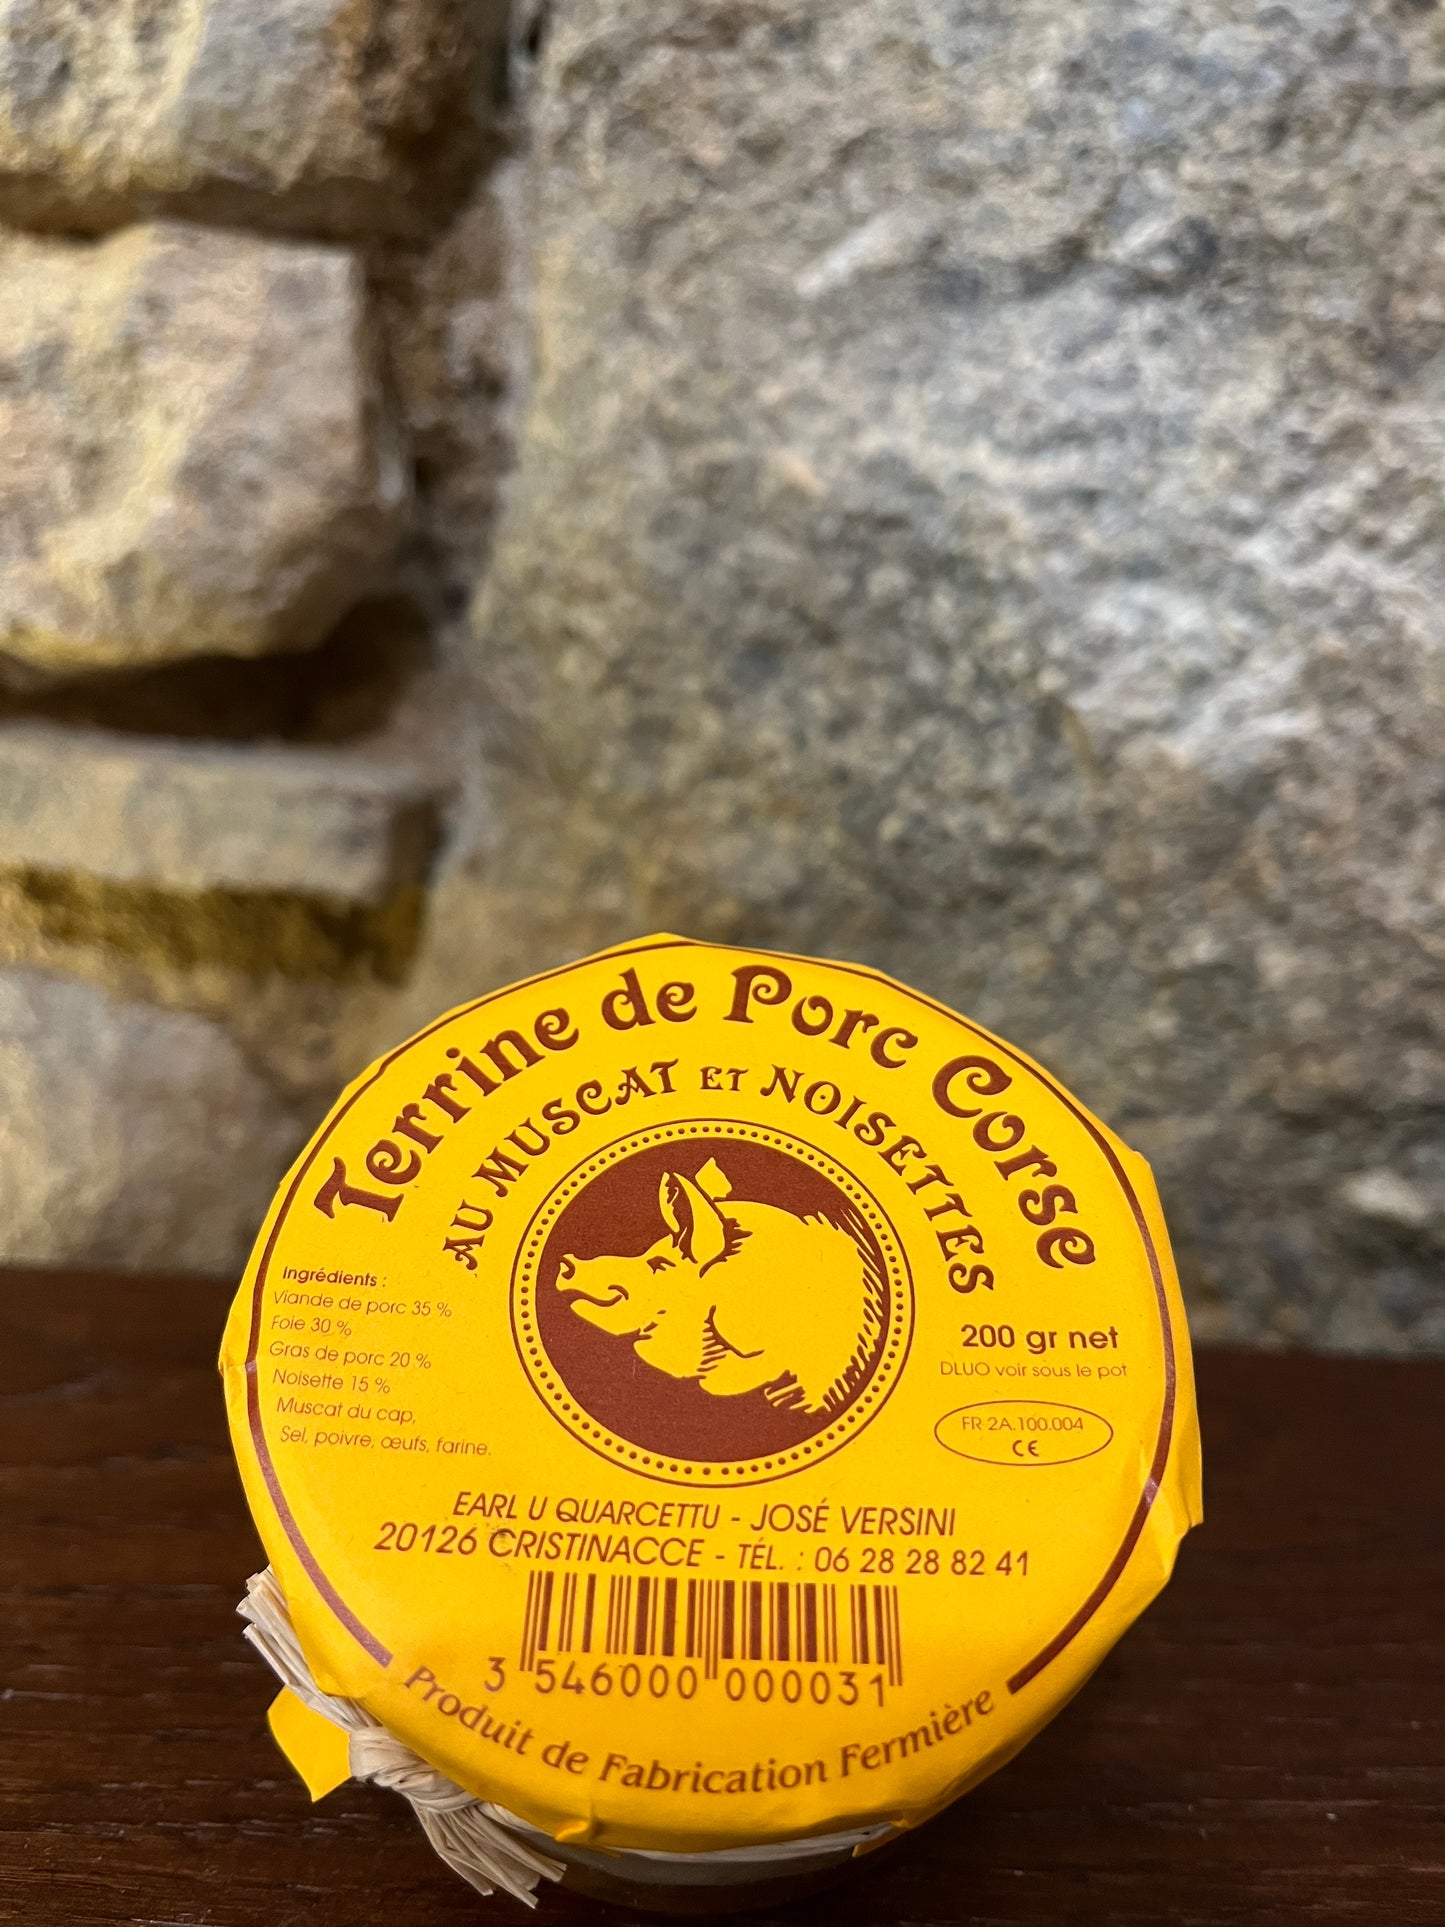 Terrine de Porc Corse
AU MUSCAT ET NOISETTES
Ingrédients :
Viande de porc 35 %
Foie 30 %
Gras de porc 20 %
Noisette 15 %
Muscat du cap,
Sel, poivre, œufs, farine.
200 gr net
DLUO voir sous le pot
FR 2A.100.004
CE
EARL U QUARCETTU - JOSÉ VERSINI
20126 CRISTINACCE - TÉL. : 06 28 28 82 41
3 546000 000031
Produit de Fabrication Fermière